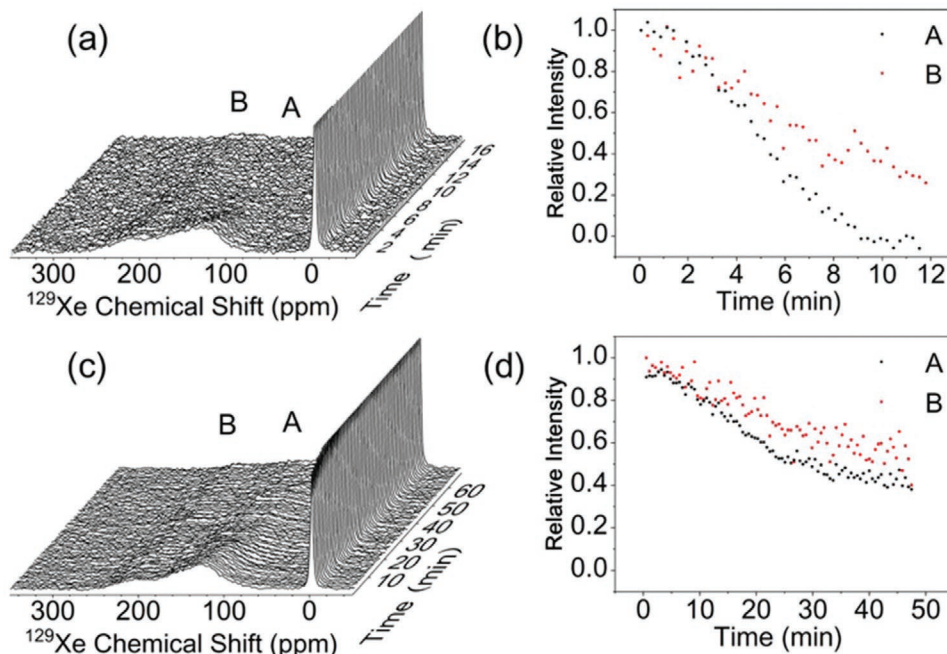 (a)
B A
300 200 100 0
129Xe Chemical Shift (ppm)
2 4 6 8 10 12 14 16
Time (min)
(b)
A
B
1.0
0.8
0.6
0.4
0.2
0.0
Relative Intensity
0 2 4 6 8 10 12
Time (min)
(c)
B A
300 200 100 0
129Xe Chemical Shift (ppm)
10 20 30 40 50 60
Time (min)
(d)
A
B
1.0
0.8
0.6
0.4
0.2
0.0
Relative Intensity
0 10 20 30 40 50
Time (min)